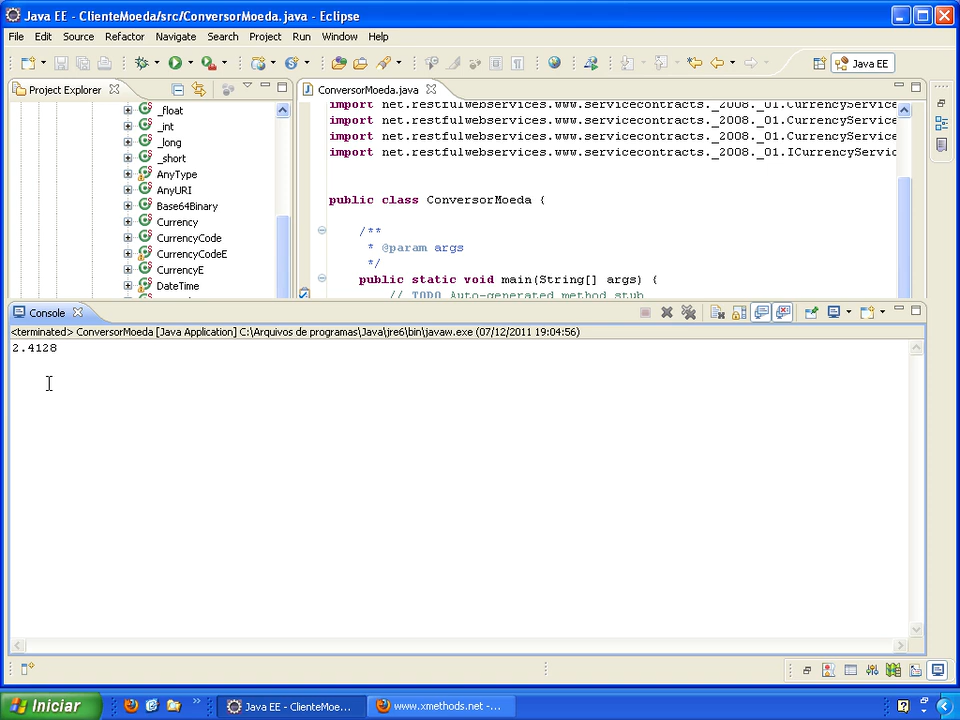 Java EE - ClienteMoeda/src/ConversorMoeda.java - Eclipse
File Edit Source Refactor Navigate Search Project Run Window Help
Java EE
Project Explorer
_float
_int
_long
_short
AnyType
AnyURI
Base64Binary
Currency
CurrencyCode
CurrencyCodeE
CurrencyE
DateTime
ConversorMoeda.java
import net.restfulwebservices.www.servicecontracts._2008._01.CurrencyService
import net.restfulwebservices.www.servicecontracts._2008._01.CurrencyService
import net.restfulwebservices.www.servicecontracts._2008._01.CurrencyService
import net.restfulwebservices.www.servicecontracts._2008._01.ICurrencyServic
public class ConversorMoeda {
/**
* @param args
*/
public static void main(String[] args) {
// TODO Auto-generated method stub
Console
<terminated> ConversorMoeda [Java Application] C:\Arquivos de programas\Java\jre6\bin\javaw.exe (07/12/2011 19:04:56)
2.4128
Iniciar
»
Java EE - ClienteMoe...
www.xmethods.net -...